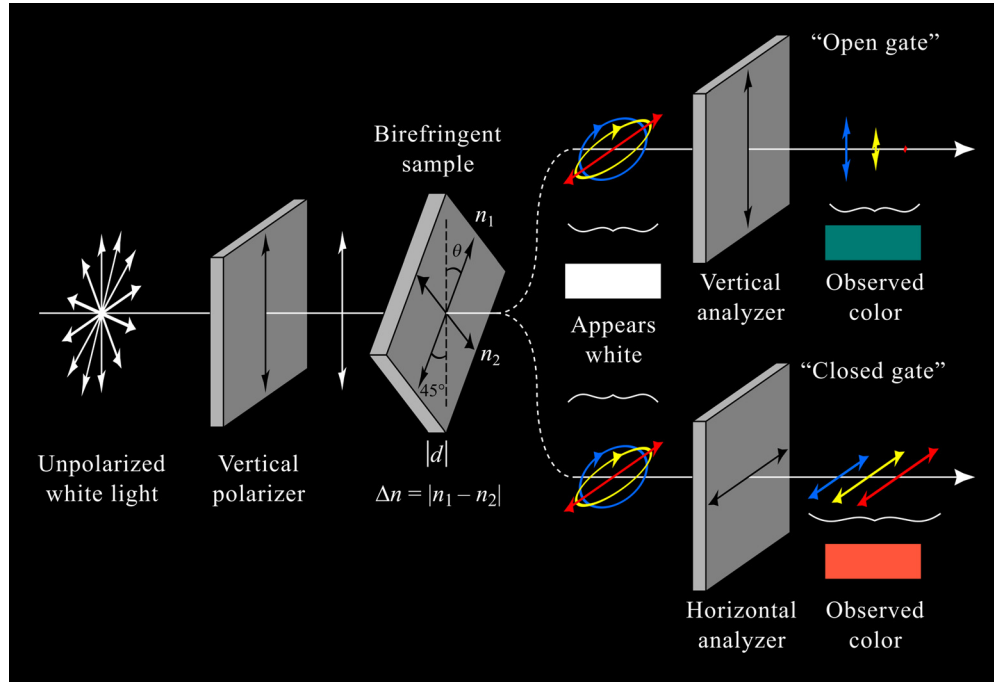 “Open gate”
Birefringent
sample
n1
θ
n2
45°
|d|
Δn = |n1 – n2|
Unpolarized
white light
Vertical
polarizer
Appears
white
Vertical
analyzer
Observed
color
“Closed gate”
Horizontal
analyzer
Observed
color